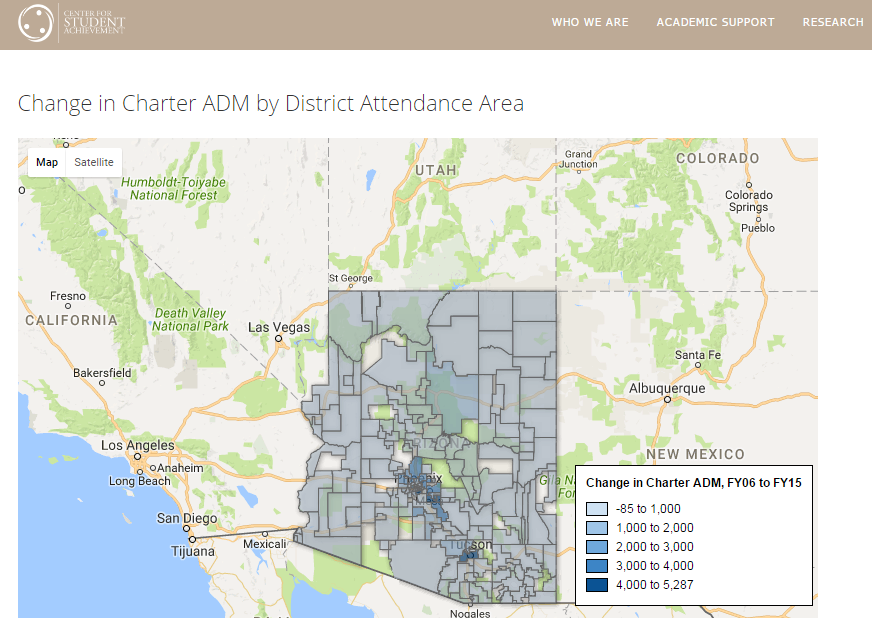 CENTER FOR
STUDENT
ACHIEVEMENT
WHO WE ARE
ACADEMIC SUPPORT
RESEARCH
Change in Charter ADM by District Attendance Area
Map
Satellite
Humboldt-Toiyabe
National Forest
UTAH
Grand
Junction
COLORADO
Colorado
Springs
Pueblo
St George
Fresno
CALIFORNIA
Death Valley
National Park
Las Vegas
Bakersfield
Santa Fe
Albuquerque
Los Angeles
Anaheim
Long Beach
NEW MEXICO
Phoenix
San Diego
Tijuana
Mexicali
Tucson
Nogales
Change in Charter ADM, FY06 to FY15
-85 to 1,000
1,000 to 2,000
2,000 to 3,000
3,000 to 4,000
4,000 to 5,287